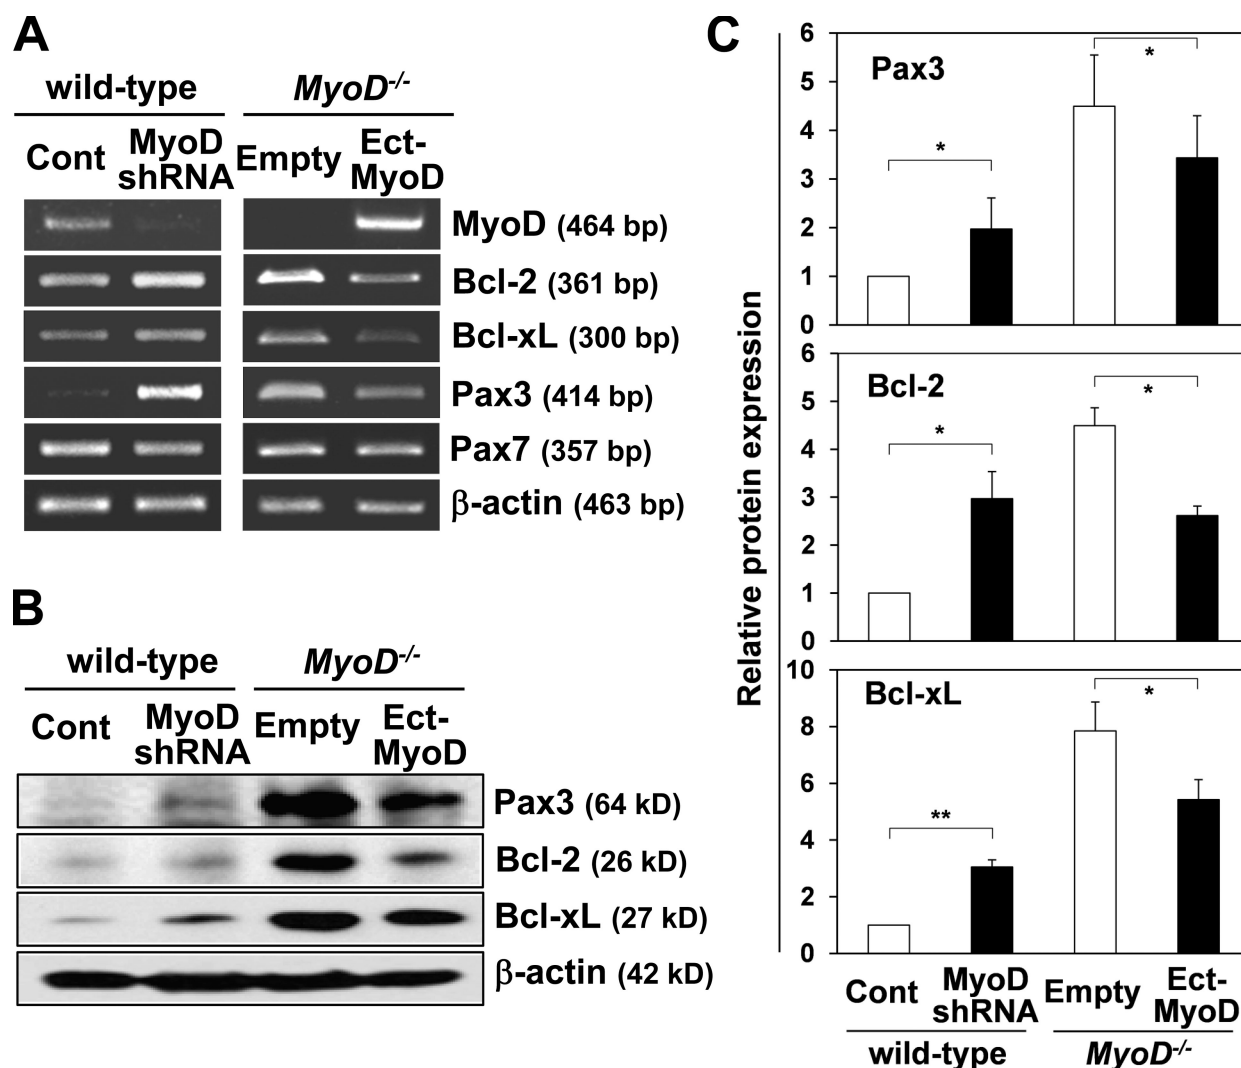 A
wild-type MyoD-/-
Cont MyoD shRNA Empty Ect-MyoD
MyoD (464 bp)
Bcl-2 (361 bp)
Bcl-xL (300 bp)
Pax3 (414 bp)
Pax7 (357 bp)
β-actin (463 bp)
B
wild-type MyoD-/-
Cont MyoD shRNA Empty Ect-MyoD
Pax3 (64 kD)
Bcl-2 (26 kD)
Bcl-xL (27 kD)
β-actin (42 kD)
C
Relative protein expression
Pax3
6
5
4
3
2
1
0
*
*
Bcl-2
6
5
4
3
2
1
0
*
*
Bcl-xL
10
8
6
4
2
0
**
*
Cont MyoD shRNA Empty Ect-MyoD
wild-type MyoD-/-